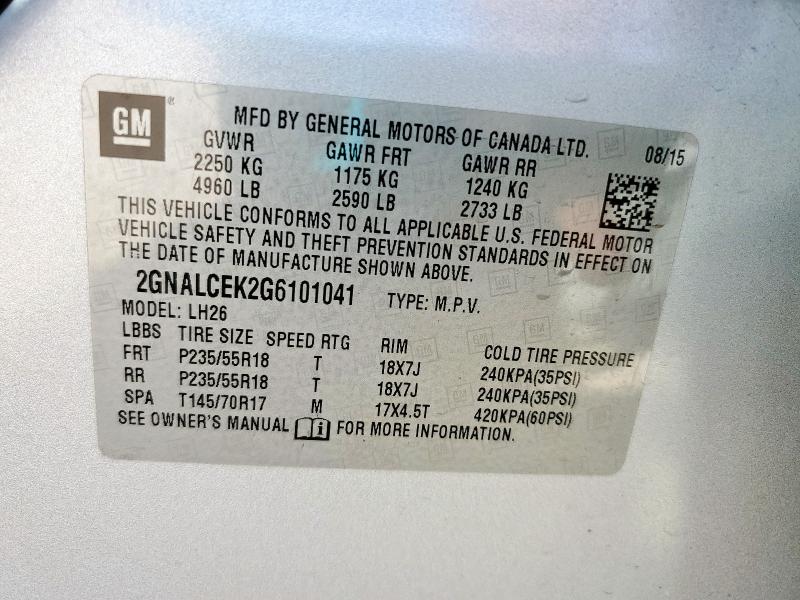 GM®
MFD BY GENERAL MOTORS OF CANADA LTD.
08/15
GVWR GAWR FRT GAWR RR
2250 KG 1175 KG 1240 KG
4960 LB 2590 LB 2733 LB
THIS VEHICLE CONFORMS TO ALL APPLICABLE U.S. FEDERAL MOTOR
VEHICLE SAFETY AND THEFT PREVENTION STANDARDS IN EFFECT ON
THE DATE OF MANUFACTURE SHOWN ABOVE.
2GNALCEK2G6101041 TYPE: M.P.V.
MODEL: LH26
LBBS TIRE SIZE SPEED RTG RIM COLD TIRE PRESSURE
FRT P235/55R18 T 18X7J 240KPA(35PSI)
RR P235/55R18 T 18X7J 240KPA(35PSI)
SPA T145/70R17 M 17X4.5T 420KPA(60PSI)
SEE OWNER'S MANUAL i FOR MORE INFORMATION.